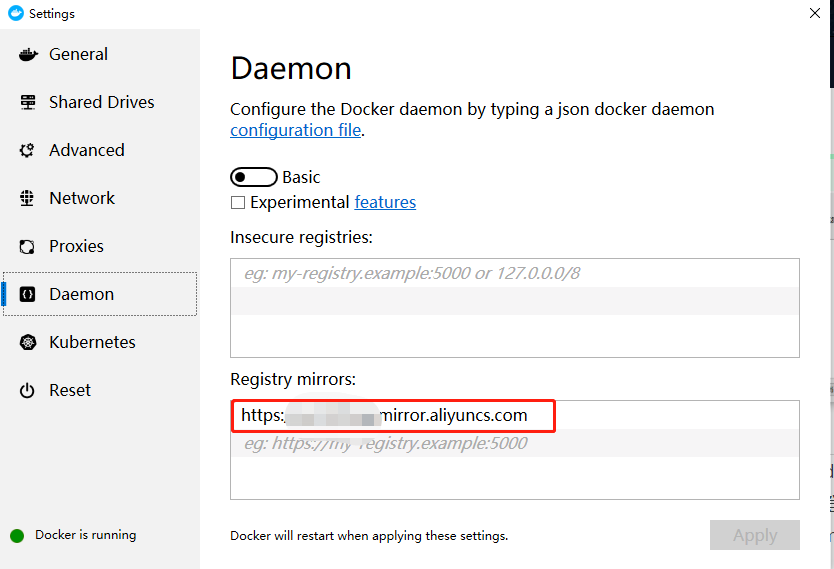 Settings
General
Shared Drives
Advanced
Network
Proxies
Daemon
Kubernetes
Reset
Docker is running
Daemon
Configure the Docker daemon by typing a json docker daemon
configuration file.
Basic
Experimental features
Insecure registries:
eg: my-registry.example:5000 or 127.0.0.0/8
Registry mirrors:
https: mirror.aliyuncs.com
eg: https://my-registry.example:5000
Docker will restart when applying these settings.
Apply